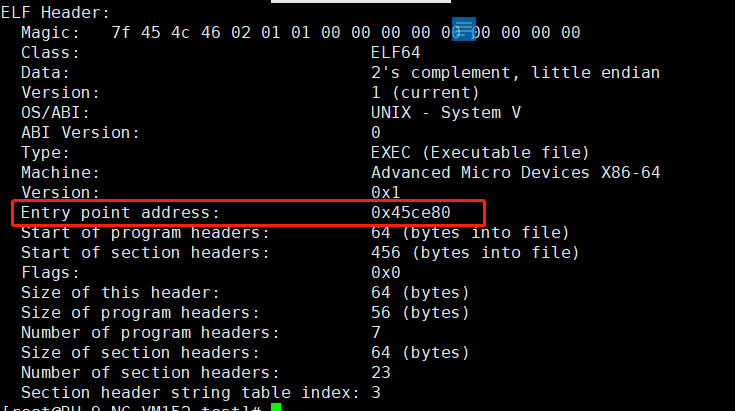 ELF Header:
  Magic:   7f 45 4c 46 02 01 01 00 00 00 00 00 00 00 00 00
  Class:                             ELF64
  Data:                              2's complement, little endian
  Version:                           1 (current)
  OS/ABI:                            UNIX - System V
  ABI Version:                       0
  Type:                              EXEC (Executable file)
  Machine:                           Advanced Micro Devices X86-64
  Version:                           0x1
  Entry point address:               0x45ce80
  Start of program headers:          64 (bytes into file)
  Start of section headers:          456 (bytes into file)
  Flags:                             0x0
  Size of this header:               64 (bytes)
  Size of program headers:           56 (bytes)
  Number of program headers:         7
  Size of section headers:           64 (bytes)
  Number of section headers:         23
  Section header string table index: 3